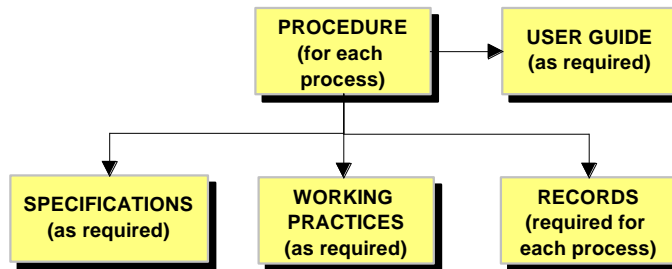 PROCEDURE
(for each
process)
USER GUIDE
(as required)
SPECIFICATIONS
(as required)
WORKING
PRACTICES
(as required)
RECORDS
(required for
each process)